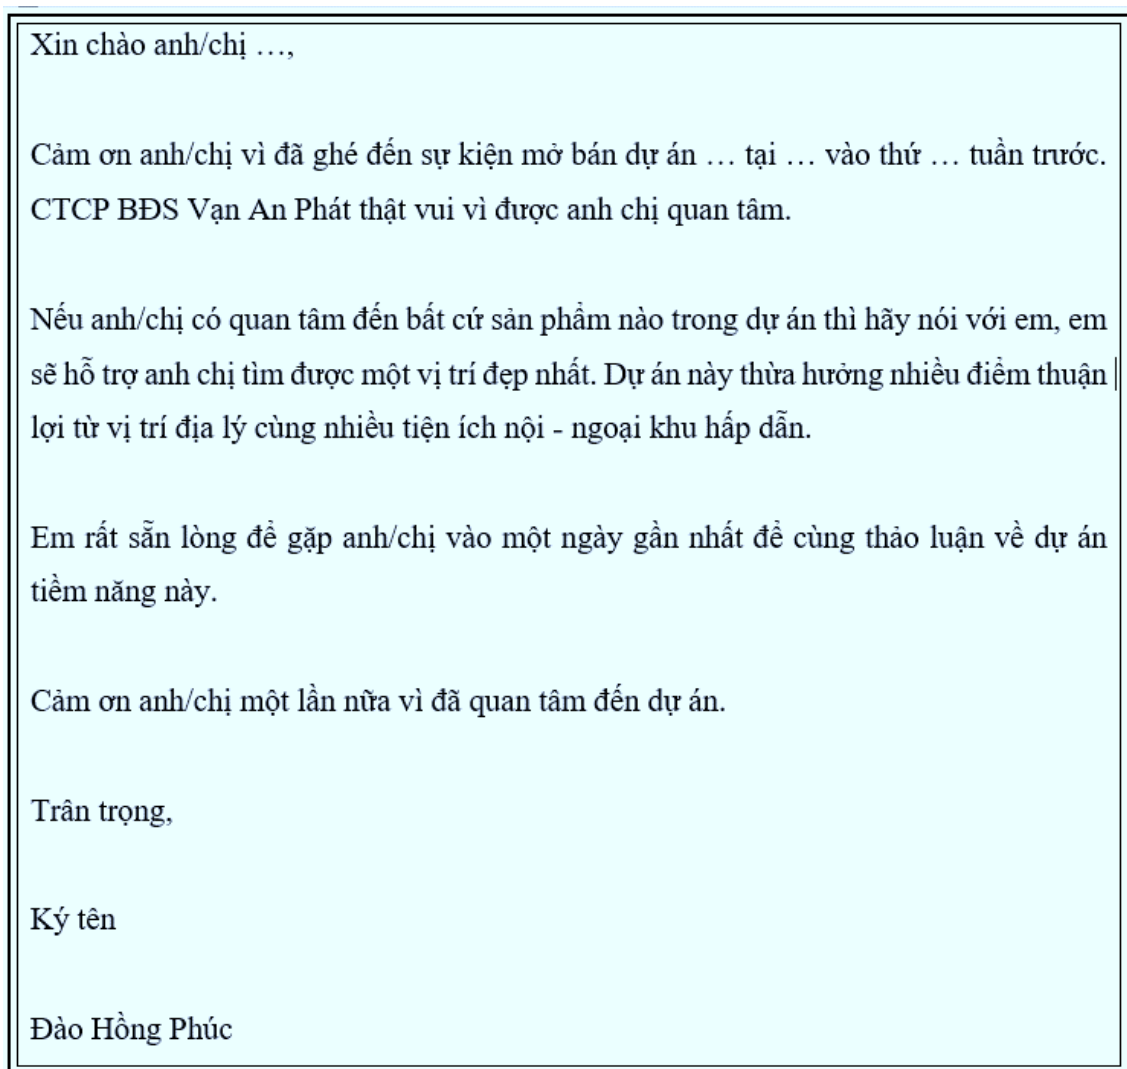 Xin chào anh/chị …,
Cảm ơn anh/chị vì đã ghé đến sự kiện mở bán dự án … tại … vào thứ … tuần trước.
CTCP BĐS Vạn An Phát thật vui vì được anh chị quan tâm.
Nếu anh/chị có quan tâm đến bất cứ sản phẩm nào trong dự án thì hãy nói với em, em
sẽ hỗ trợ anh chị tìm được một vị trí đẹp nhất. Dự án này thừa hưởng nhiều điểm thuận
lợi từ vị trí địa lý cùng nhiều tiện ích nội - ngoại khu hấp dẫn.
Em rất sẵn lòng để gặp anh/chị vào một ngày gần nhất để cùng thảo luận về dự án
tiềm năng này.
Cảm ơn anh/chị một lần nữa vì đã quan tâm đến dự án.
Trân trọng,
Ký tên
Đào Hồng Phúc